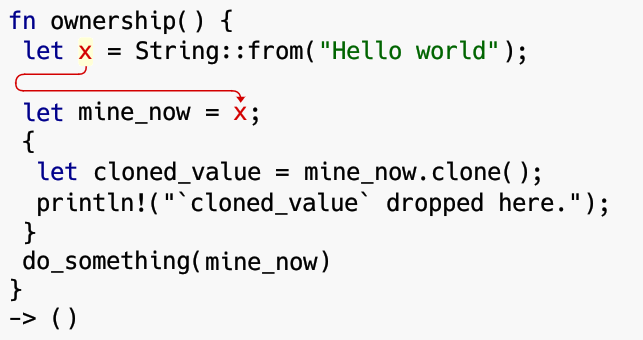 fn ownership() {
let x = String::from("Hello world");
let mine_now = x;
{
let cloned_value = mine_now.clone();
println!("`cloned_value` dropped here.");
}
do_something(mine_now)
}
-> ()